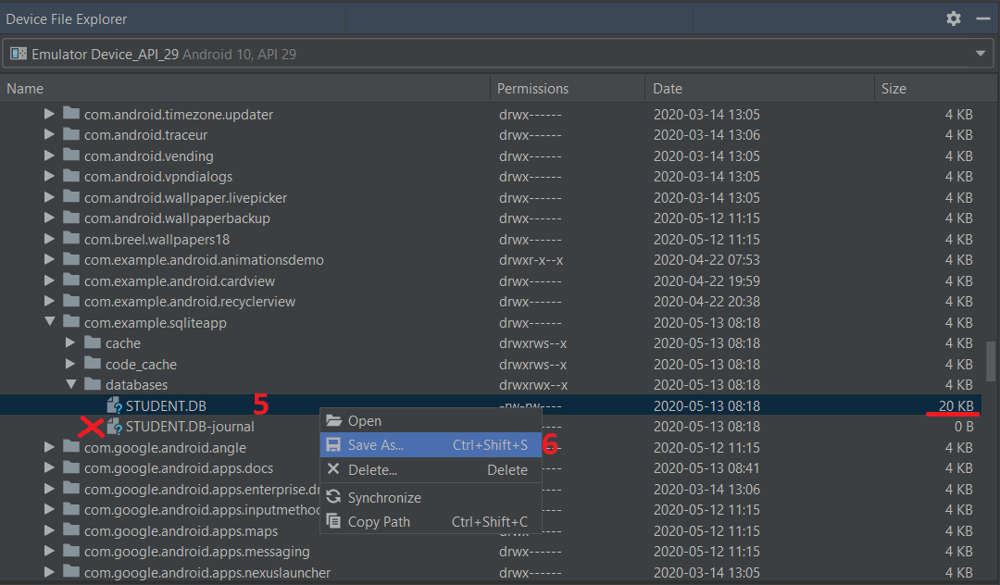 Device File Explorer
Emulator Device_API_29 Android 10, API 29
Name Permissions Date Size
com.android.timezone.updater drwx------ 2020-03-14 13:05 4 KB
com.android.traceur drwx------ 2020-03-14 13:06 4 KB
com.android.vending drwx------ 2020-03-14 13:05 4 KB
com.android.vpndialogs drwx------ 2020-03-14 13:05 4 KB
com.android.wallpaper.livepicker drwx------ 2020-03-14 13:05 4 KB
com.android.wallpaperbackup drwx------ 2020-05-12 11:15 4 KB
com.breel.wallpapers18 drwx------ 2020-05-12 11:15 4 KB
com.example.android.animationsdemo drwxr-x--x 2020-04-22 07:53 4 KB
com.example.android.cardview drwx------ 2020-04-22 19:59 4 KB
com.example.android.recyclerview drwx------ 2020-04-22 20:38 4 KB
com.example.sqliteapp drwx------ 2020-05-13 08:18 4 KB
cache drwxrws--x 2020-05-13 08:18 4 KB
code_cache drwxrws--x 2020-05-13 08:18 4 KB
databases drwxrwx--x 2020-05-13 08:18 4 KB
STUDENT.DB 5 -rw-rw---- 2020-05-13 08:18 20 KB
STUDENT.DB-journal 2020-05-13 08:18 0 B
com.google.android.angle 2020-05-12 11:15 4 KB
com.google.android.apps.docs 2020-05-13 08:41 4 KB
com.google.android.apps.enterprise.d 2020-03-14 13:06 4 KB
com.google.android.apps.inputmetho 2020-05-12 11:15 4 KB
com.google.android.apps.maps drwx------ 2020-05-12 11:15 4 KB
com.google.android.apps.messaging drwx------ 2020-05-12 11:15 4 KB
com.google.android.apps.nexuslauncher drwx------ 2020-03-14 13:05 4 KB
Open
Save As... Ctrl+Shift+S 6
Delete... Delete
Synchronize
Copy Path Ctrl+Shift+C